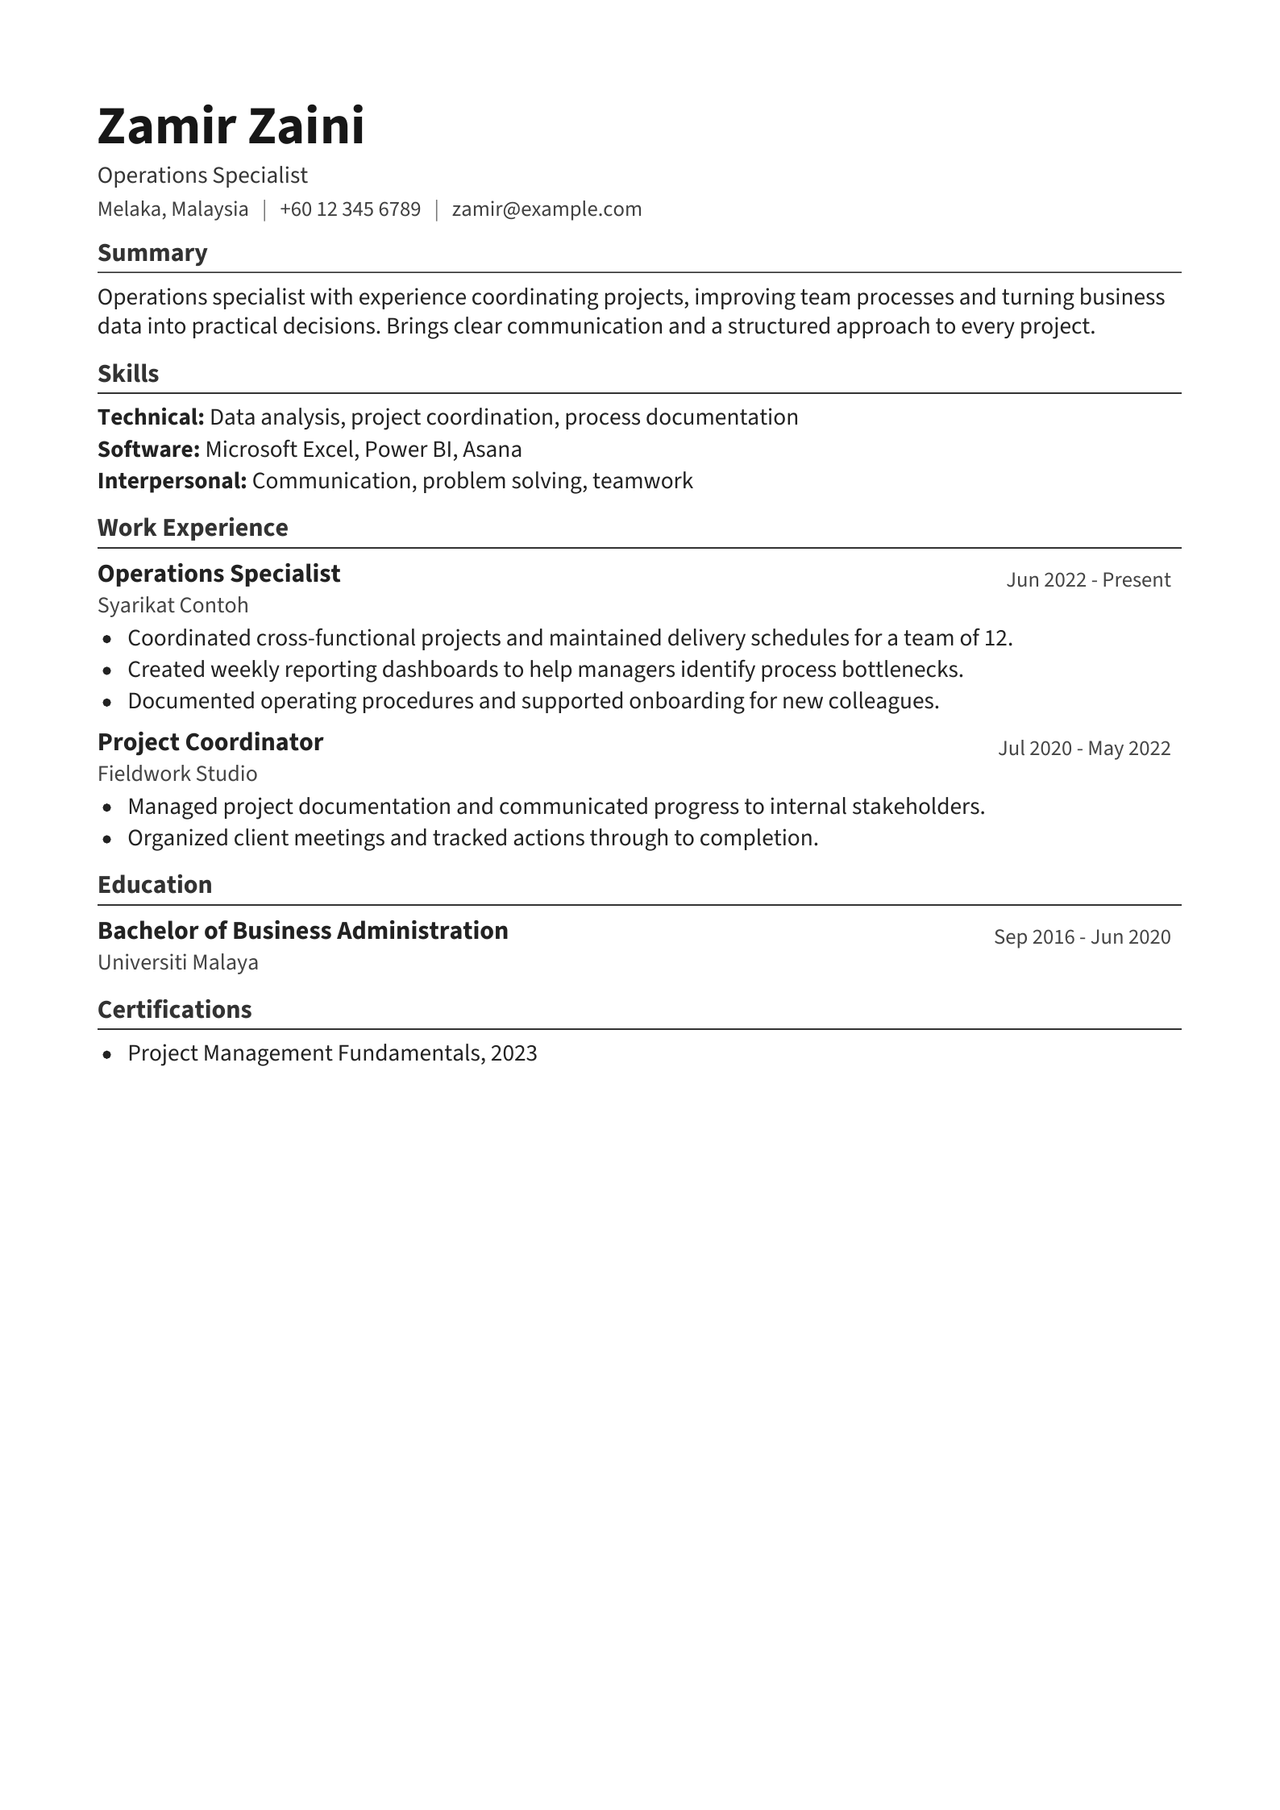 Zamir Zaini
Operations Specialist
Melaka, Malaysia | +60 12 345 6789 | zamir@example.com
Summary
Operations specialist with experience coordinating projects, improving team processes and turning business
data into practical decisions. Brings clear communication and a structured approach to every project.
Skills
Technical: Data analysis, project coordination, process documentation
Software: Microsoft Excel, Power BI, Asana
Interpersonal: Communication, problem solving, teamwork
Work Experience
Operations Specialist Jun 2022 - Present
Syarikat Contoh
• Coordinated cross-functional projects and maintained delivery schedules for a team of 12.
• Created weekly reporting dashboards to help managers identify process bottlenecks.
• Documented operating procedures and supported onboarding for new colleagues.
Project Coordinator Jul 2020 - May 2022
Fieldwork Studio
• Managed project documentation and communicated progress to internal stakeholders.
• Organized client meetings and tracked actions through to completion.
Education
Bachelor of Business Administration Sep 2016 - Jun 2020
Universiti Malaya
Certifications
• Project Management Fundamentals, 2023